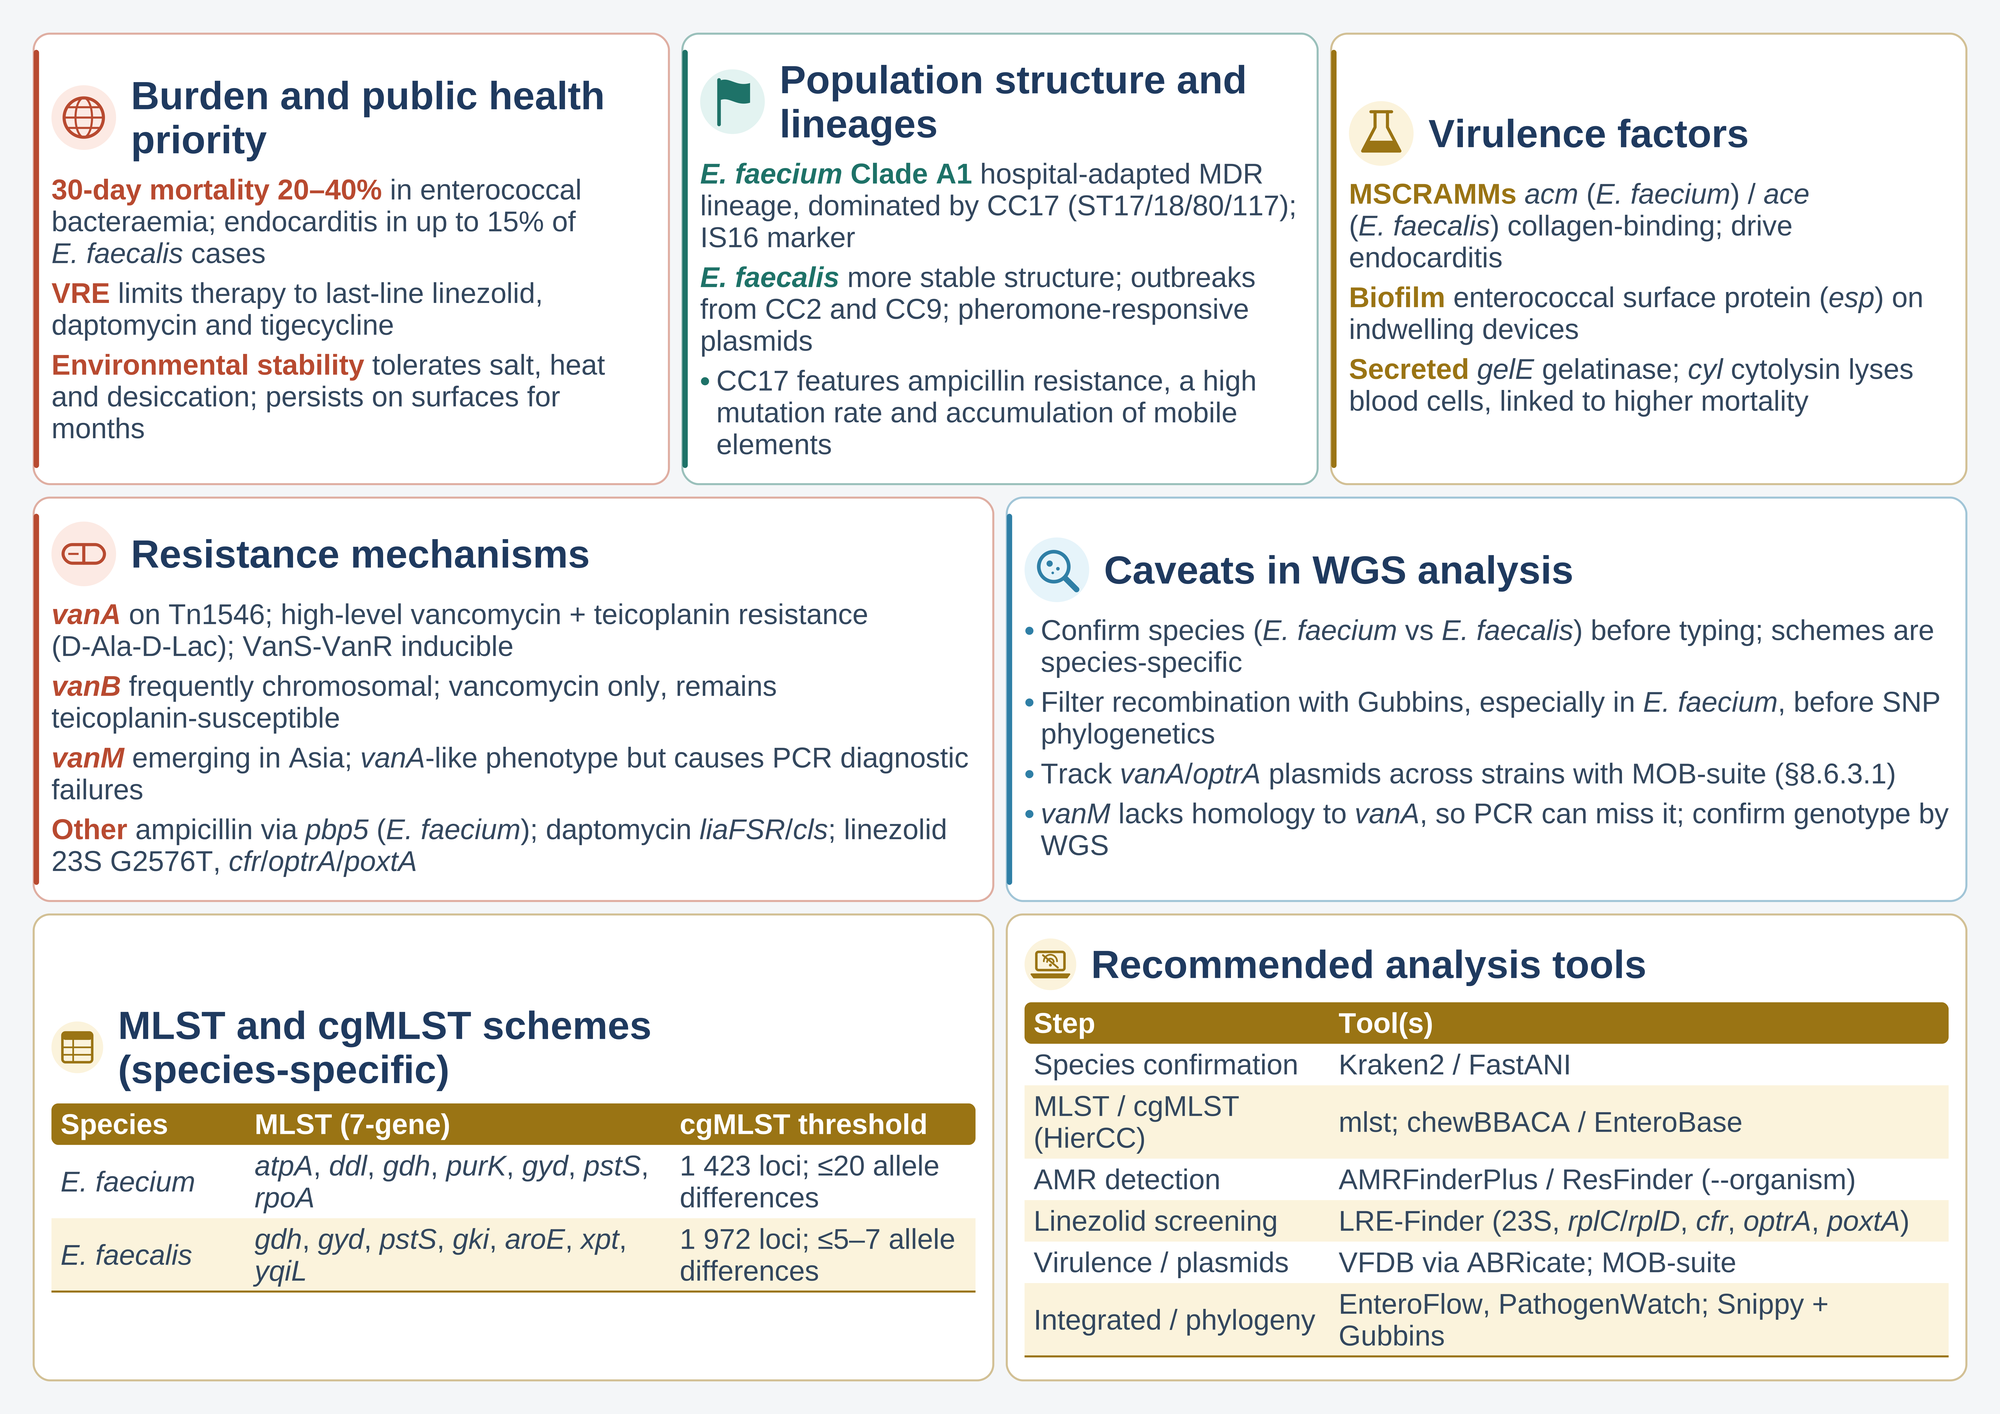 Burden and public health
priority
30-day mortality 20–40% in enterococcal
bacteraemia; endocarditis in up to 15% of
E. faecalis cases
VRE limits therapy to last-line linezolid,
daptomycin and tigecycline
Environmental stability tolerates salt, heat
and desiccation; persists on surfaces for
months
Population structure and
lineages
E. faecium Clade A1 hospital-adapted MDR
lineage, dominated by CC17 (ST17/18/80/117);
IS16 marker
E. faecalis more stable structure; outbreaks
from CC2 and CC9; pheromone-responsive
plasmids
• CC17 features ampicillin resistance, a high
mutation rate and accumulation of mobile
elements
Virulence factors
MSCRAMMs acm (E. faecium) / ace
(E. faecalis) collagen-binding; drive
endocarditis
Biofilm enterococcal surface protein (esp) on
indwelling devices
Secreted gelE gelatinase; cyl cytolysin lyses
blood cells, linked to higher mortality
Resistance mechanisms
vanA on Tn1546; high-level vancomycin + teicoplanin resistance
(D-Ala-D-Lac); VanS-VanR inducible
vanB frequently chromosomal; vancomycin only, remains
teicoplanin-susceptible
vanM emerging in Asia; vanA-like phenotype but causes PCR diagnostic
failures
Other ampicillin via pbp5 (E. faecium); daptomycin liaFSR/cls; linezolid
23S G2576T, cfr/optrA/poxtA
Caveats in WGS analysis
• Confirm species (E. faecium vs E. faecalis) before typing; schemes are
species-specific
• Filter recombination with Gubbins, especially in E. faecium, before SNP
phylogenetics
• Track vanA/optrA plasmids across strains with MOB-suite (§8.6.3.1)
• vanM lacks homology to vanA, so PCR can miss it; confirm genotype by
WGS
MLST and cgMLST schemes
(species-specific)
Species MLST (7-gene) cgMLST threshold
E. faecium atpA, ddl, gdh, purK, gyd, pstS, rpoA 1 423 loci; ≤20 allele differences
E. faecalis gdh, gyd, pstS, gki, aroE, xpt, yqiL 1 972 loci; ≤5–7 allele differences
Recommended analysis tools
Step Tool(s)
Species confirmation Kraken2 / FastANI
MLST / cgMLST (HierCC) mlst; chewBBACA / EnteroBase
AMR detection AMRFinderPlus / ResFinder (--organism)
Linezolid screening LRE-Finder (23S, rplC/rplD, cfr, optrA, poxtA)
Virulence / plasmids VFDB via ABRicate; MOB-suite
Integrated / phylogeny EnteroFlow, PathogenWatch; Snippy + Gubbins